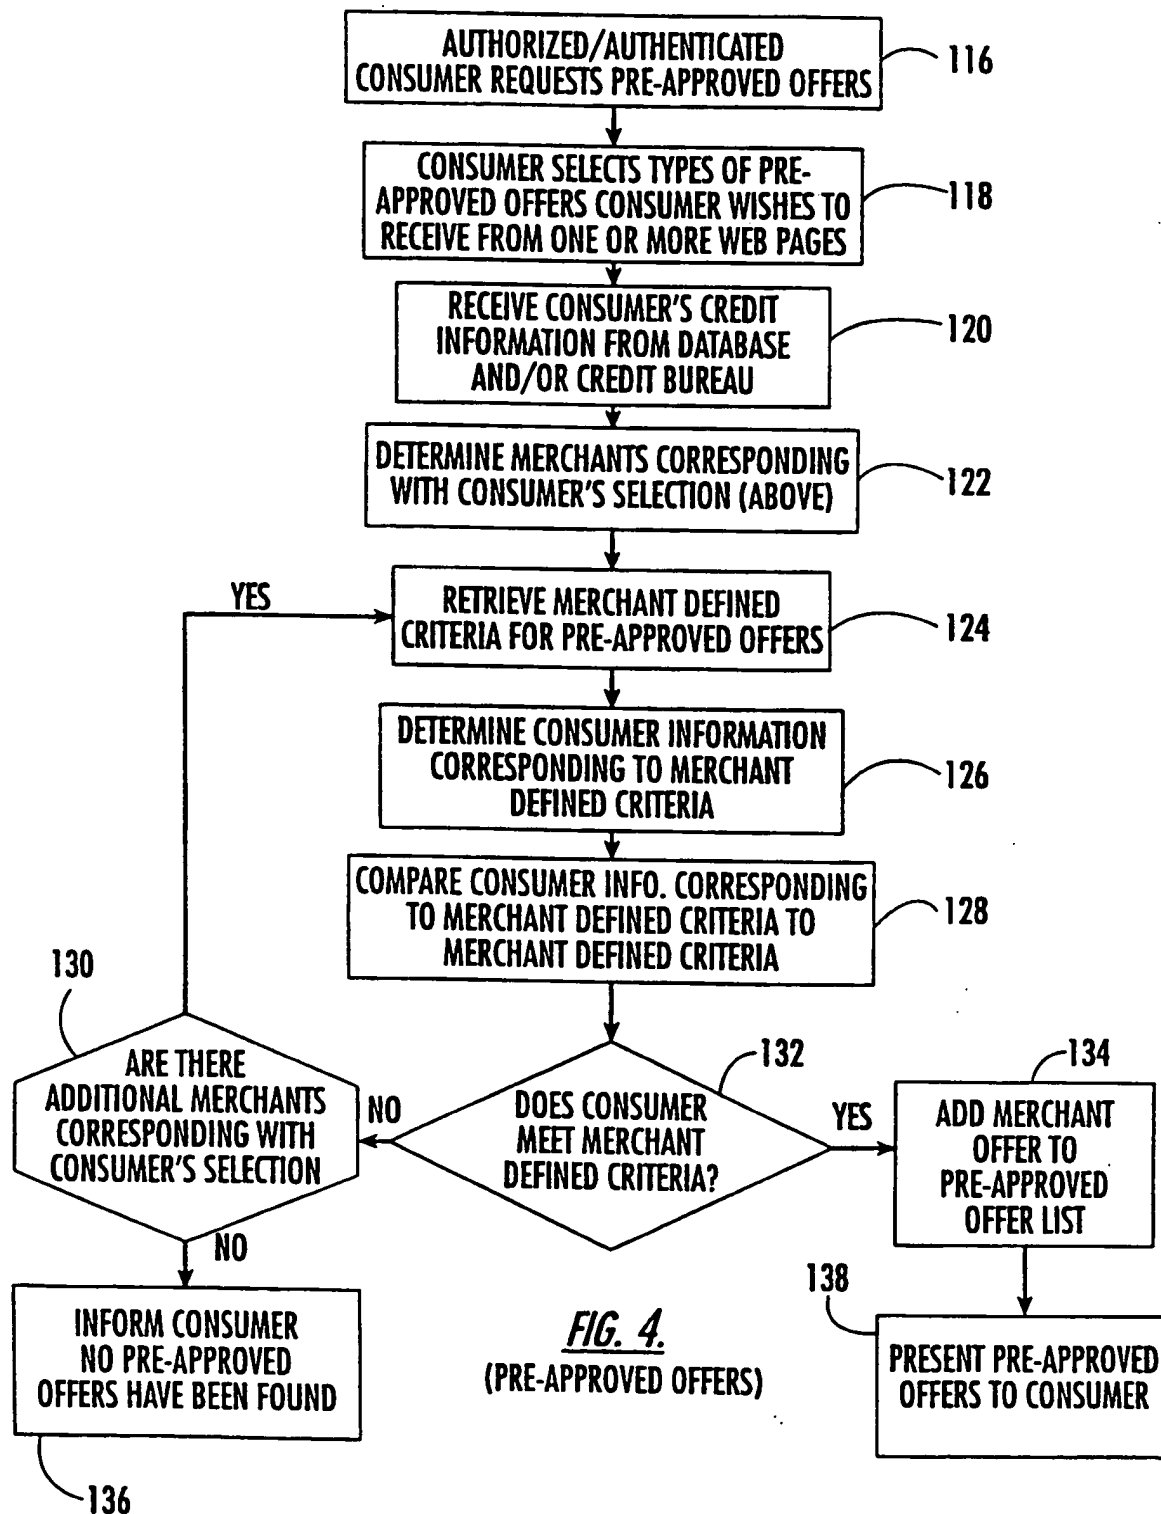 AUTHORIZED/AUTHENTICATED
CONSUMER REQUESTS PRE-APPROVED OFFERS
116
CONSUMER SELECTS TYPES OF PRE-
APPROVED OFFERS CONSUMER WISHES TO
RECEIVE FROM ONE OR MORE WEB PAGES
118
RECEIVE CONSUMER'S CREDIT
INFORMATION FROM DATABASE
AND/OR CREDIT BUREAU
120
DETERMINE MERCHANTS CORRESPONDING
WITH CONSUMER'S SELECTION (ABOVE)
122
YES
RETRIEVE MERCHANT DEFINED
CRITERIA FOR PRE-APPROVED OFFERS
124
DETERMINE CONSUMER INFORMATION
CORRESPONDING TO MERCHANT
DEFINED CRITERIA
126
COMPARE CONSUMER INFO. CORRESPONDING
TO MERCHANT DEFINED CRITERIA TO
MERCHANT DEFINED CRITERIA
128
130
ARE THERE
ADDITIONAL MERCHANTS
CORRESPONDING WITH
CONSUMER'S SELECTION
NO
132
DOES CONSUMER
MEET MERCHANT
DEFINED CRITERIA?
YES
134
ADD MERCHANT
OFFER TO
PRE-APPROVED
OFFER LIST
NO
INFORM CONSUMER
NO PRE-APPROVED
OFFERS HAVE BEEN FOUND
136
138
PRESENT PRE-APPROVED
OFFERS TO CONSUMER
FIG. 4.
(PRE-APPROVED OFFERS)